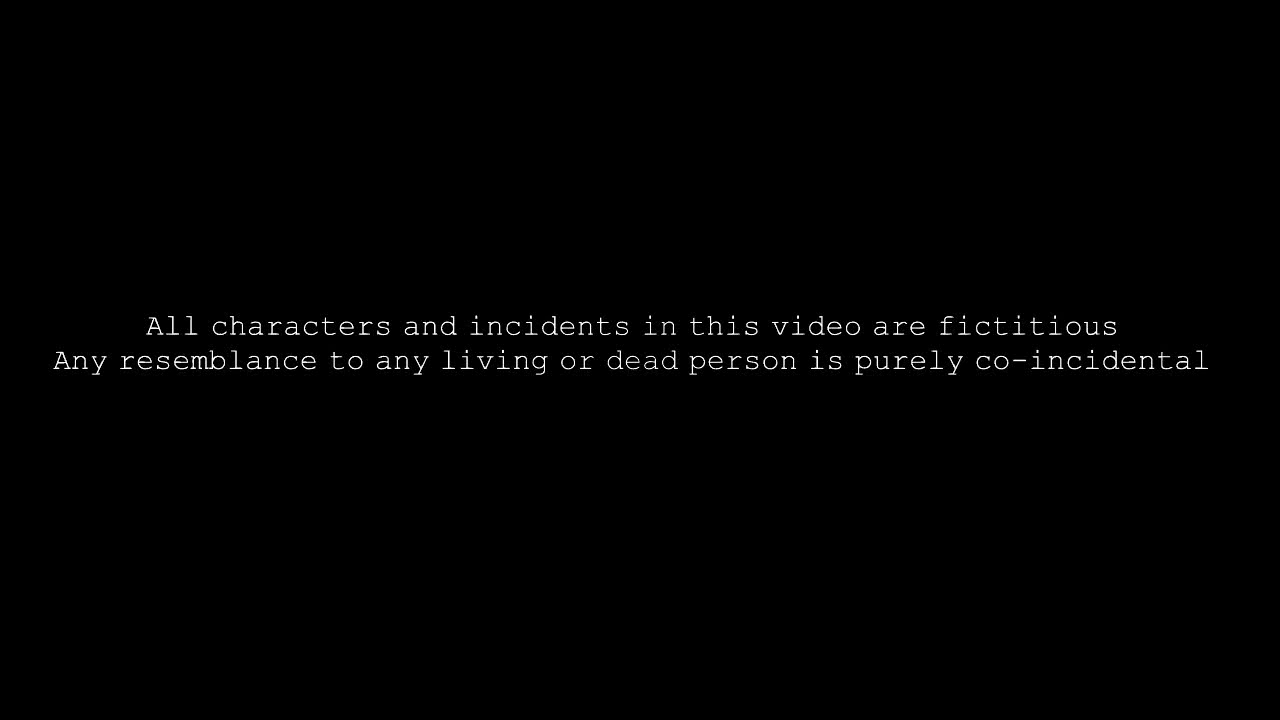 All characters and incidents in this video are fictitious
Any resemblance to any living or dead person is purely co-incidental